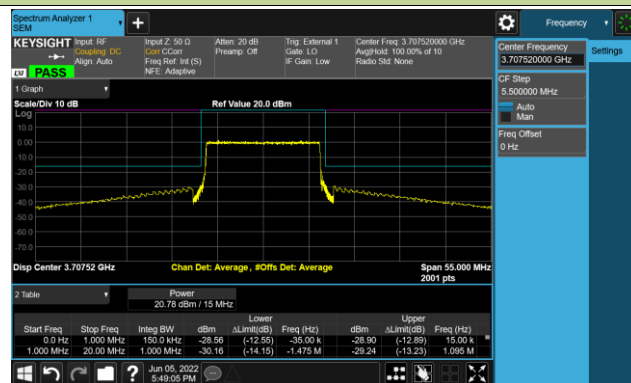 Spectrum Analyzer 1
SEM
Frequency
KEYSIGHT
Input: RF
Coupling: DC
Align: Auto
Input Z: 50 Ω
Corr CCorr
Freq Ref: Int (S)
NFE: Adaptive
Atten: 20 dB
Preamp: Off
Trig: External 1
Gate: LO
IF Gain: Low
Center Freq: 3.707520000 GHz
Avg|Hold: 100.00% of 10
Radio Std: None
LXI
PASS
Center Frequency
3.707520000 GHz
Settings
CF Step
5.500000 MHz
Auto
Man
Freq Offset
0 Hz
1 Graph
Scale/Div 10 dB
Ref Value 20.0 dBm
Log
10.0
0.00
-10.0
-20.0
-30.0
-40.0
-50.0
-60.0
-70.0
Disp Center 3.70752 GHz
Chan Det: Average, #Offs Det: Average
Span 55.000 MHz
2001 pts
2 Table
Power
20.78 dBm / 15 MHz
Lower
Upper
Start Freq Stop Freq Integ BW dBm ΔLimit(dB) Freq (Hz) dBm ΔLimit(dB) Freq (Hz)
0.0 Hz 1.000 MHz 150.0 kHz -28.56 (-12.55) -35.00 k -28.90 (-12.89) 15.00 k
1.000 MHz 20.00 MHz 1.000 MHz -30.16 (-14.15) -1.475 M -29.24 (-13.23) 1.095 M
?
Jun 05, 2022
5:49:05 PM